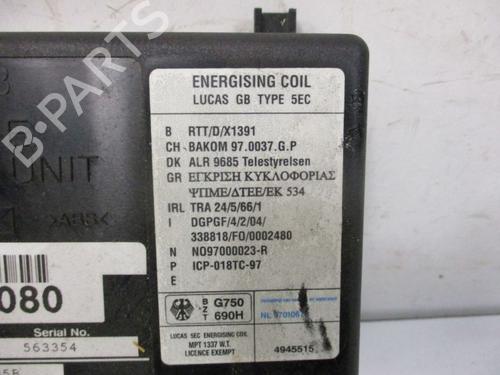 UNIT
>ABS<
080
Serial No.
563354
ENERGISING COIL
LUCAS GB TYPE 5EC
B RTT/D/X1391
CH BAKOM 97.0037.G.P
DK ALR 9685 Telestyrelsen
GR ΕΓΚΡΙΣΗ ΚΥΚΛΟΦΟΡΙΑΣ
ΨΠΜΕ/ΔΤΕΕ/ΕΚ 534
IRL TRA 24/5/66/1
I DGPGF/4/2/04/
338818/FO/0002480
N NO97000023-R
P ICP-018TC-97
E
BZT G750
690H
LUCAS 5EC ENERGISING COIL
MPT 1337 W.T.
LICENCE EXEMPT
4945515